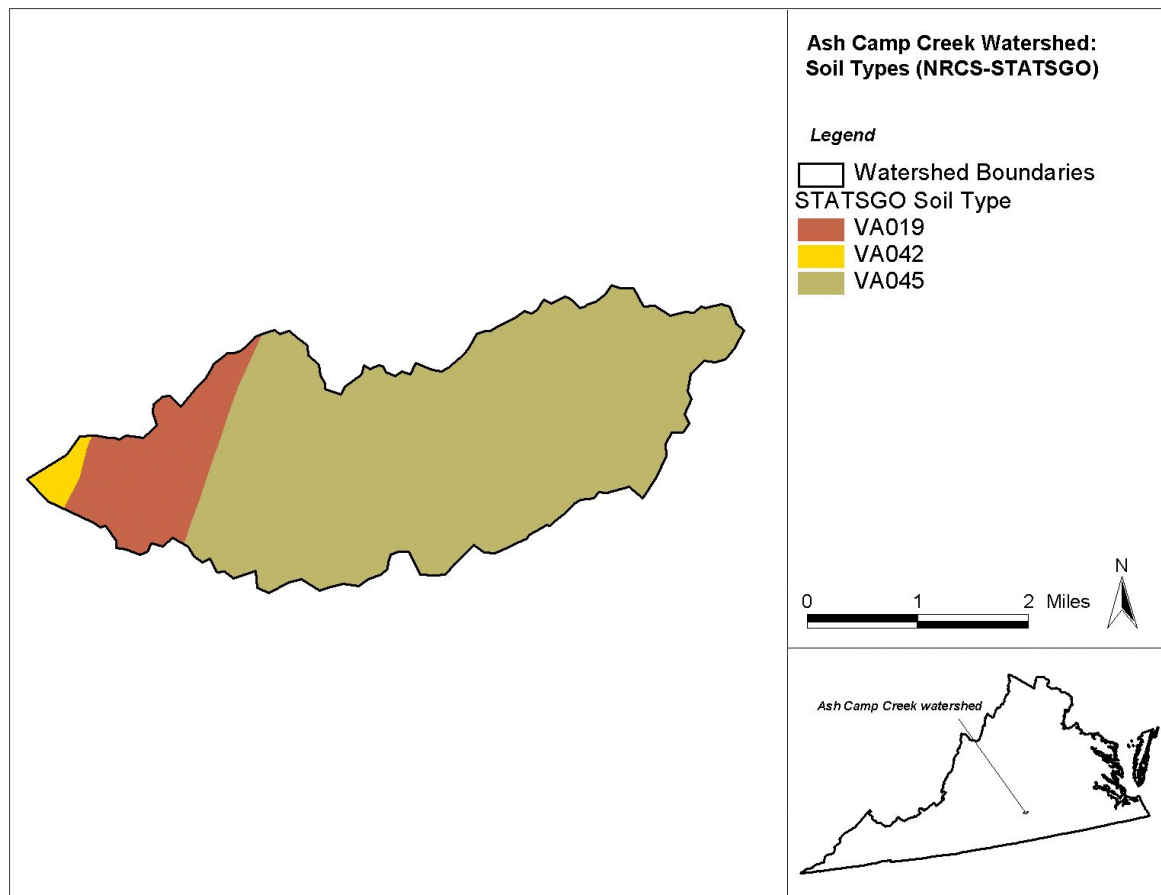 Ash Camp Creek Watershed:
Soil Types (NRCS-STATSGO)
Legend
Watershed Boundaries
STATSGO Soil Type
VA019
VA042
VA045
N
0 1 2 Miles
Ash Camp Creek watershed